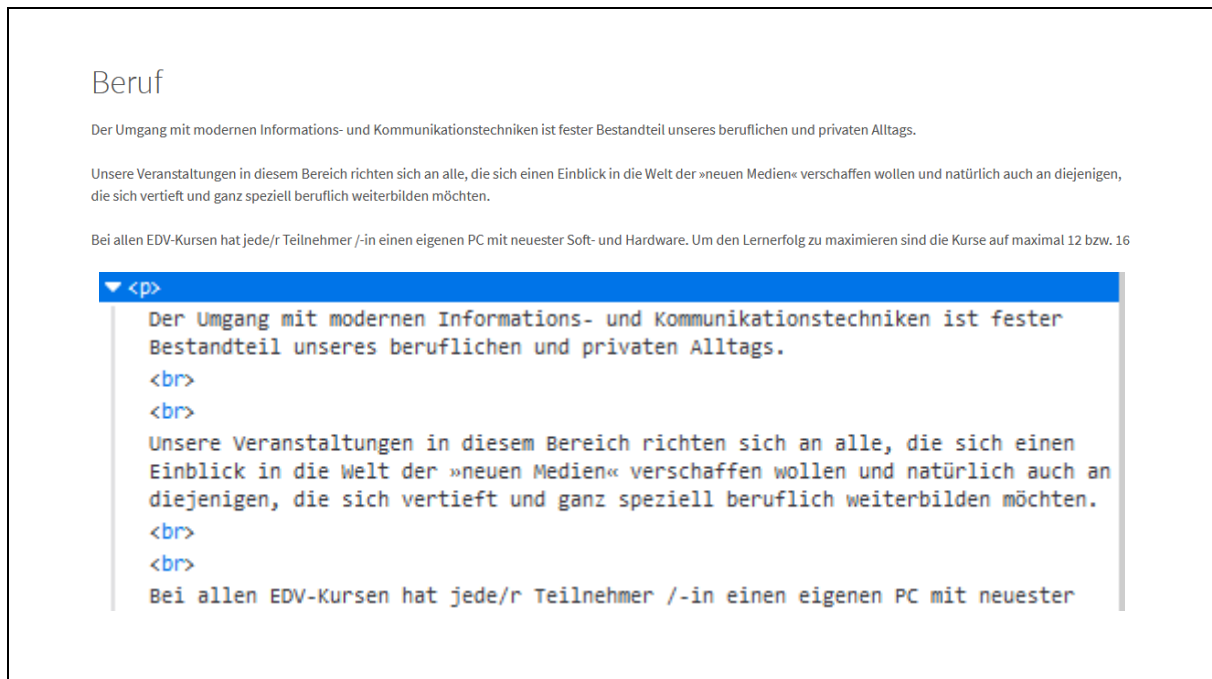 Beruf
Der Umgang mit modernen Informations- und Kommunikationstechniken ist fester Bestandteil unseres beruflichen und privaten Alltags.
Unsere Veranstaltungen in diesem Bereich richten sich an alle, die sich einen Einblick in die Welt der »neuen Medien« verschaffen wollen und natürlich auch an diejenigen,
die sich vertieft und ganz speziell beruflich weiterbilden möchten.
Bei allen EDV-Kursen hat jede/r Teilnehmer /-in einen eigenen PC mit neuester Soft- und Hardware. Um den Lernerfolg zu maximieren sind die Kurse auf maximal 12 bzw. 16
<p>
Der Umgang mit modernen Informations- und Kommunikationstechniken ist fester
Bestandteil unseres beruflichen und privaten Alltags.
<br>
<br>
Unsere Veranstaltungen in diesem Bereich richten sich an alle, die sich einen
Einblick in die Welt der »neuen Medien« verschaffen wollen und natürlich auch an
diejenigen, die sich vertieft und ganz speziell beruflich weiterbilden möchten.
<br>
<br>
Bei allen EDV-Kursen hat jede/r Teilnehmer /-in einen eigenen PC mit neuester